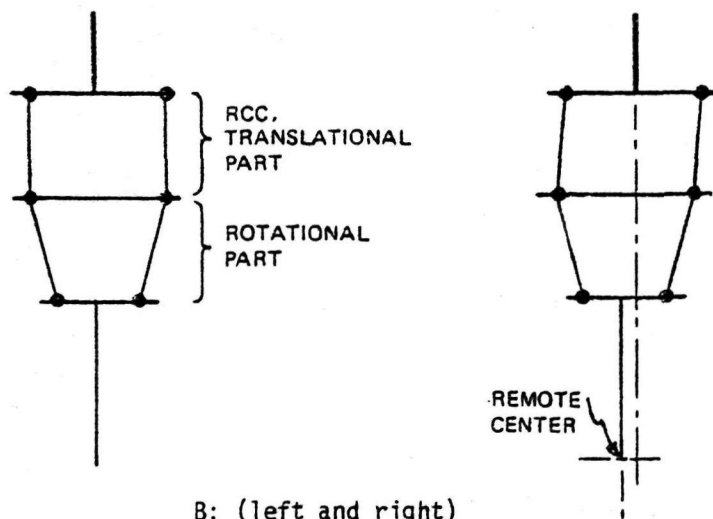 RCC,
TRANSLATIONAL
PART
ROTATIONAL
PART
REMOTE
CENTER
B: (left and right)